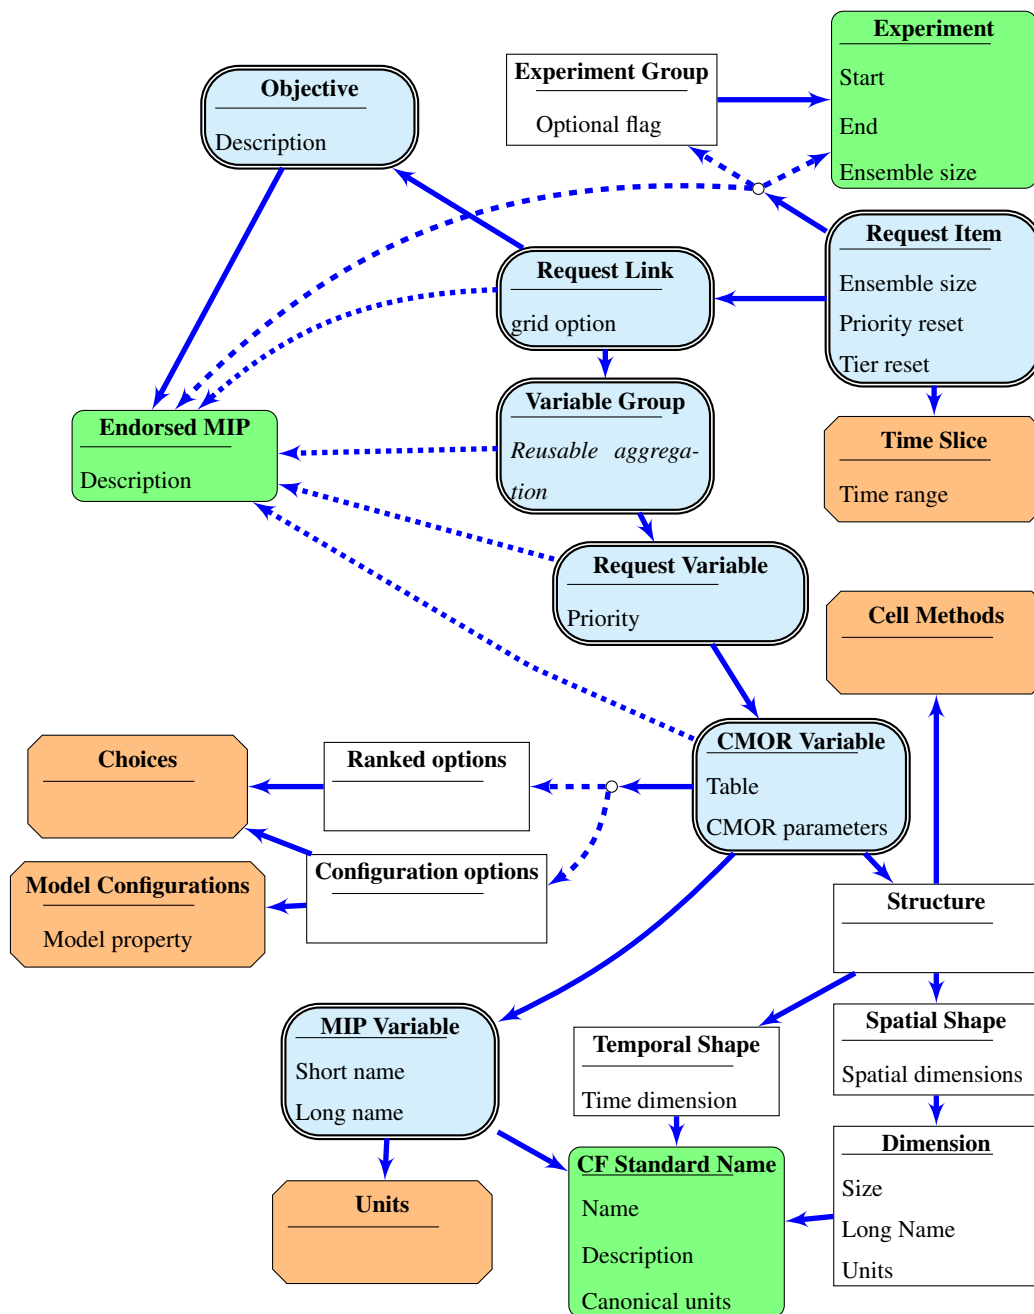 Experiment
Start
End
Ensemble size
Experiment Group
Optional flag
Objective
Description
Request Item
Ensemble size
Priority reset
Tier reset
Request Link
grid option
Variable Group
Reusable aggrega-
tion
Endorsed MIP
Description
Time Slice
Time range
Request Variable
Priority
Cell Methods
CMOR Variable
Table
CMOR parameters
Choices
Ranked options
Configuration options
Model Configurations
Model property
Structure
MIP Variable
Short name
Long name
Temporal Shape
Time dimension
Spatial Shape
Spatial dimensions
Dimension
Size
Long Name
Units
CF Standard Name
Name
Description
Canonical units
Units